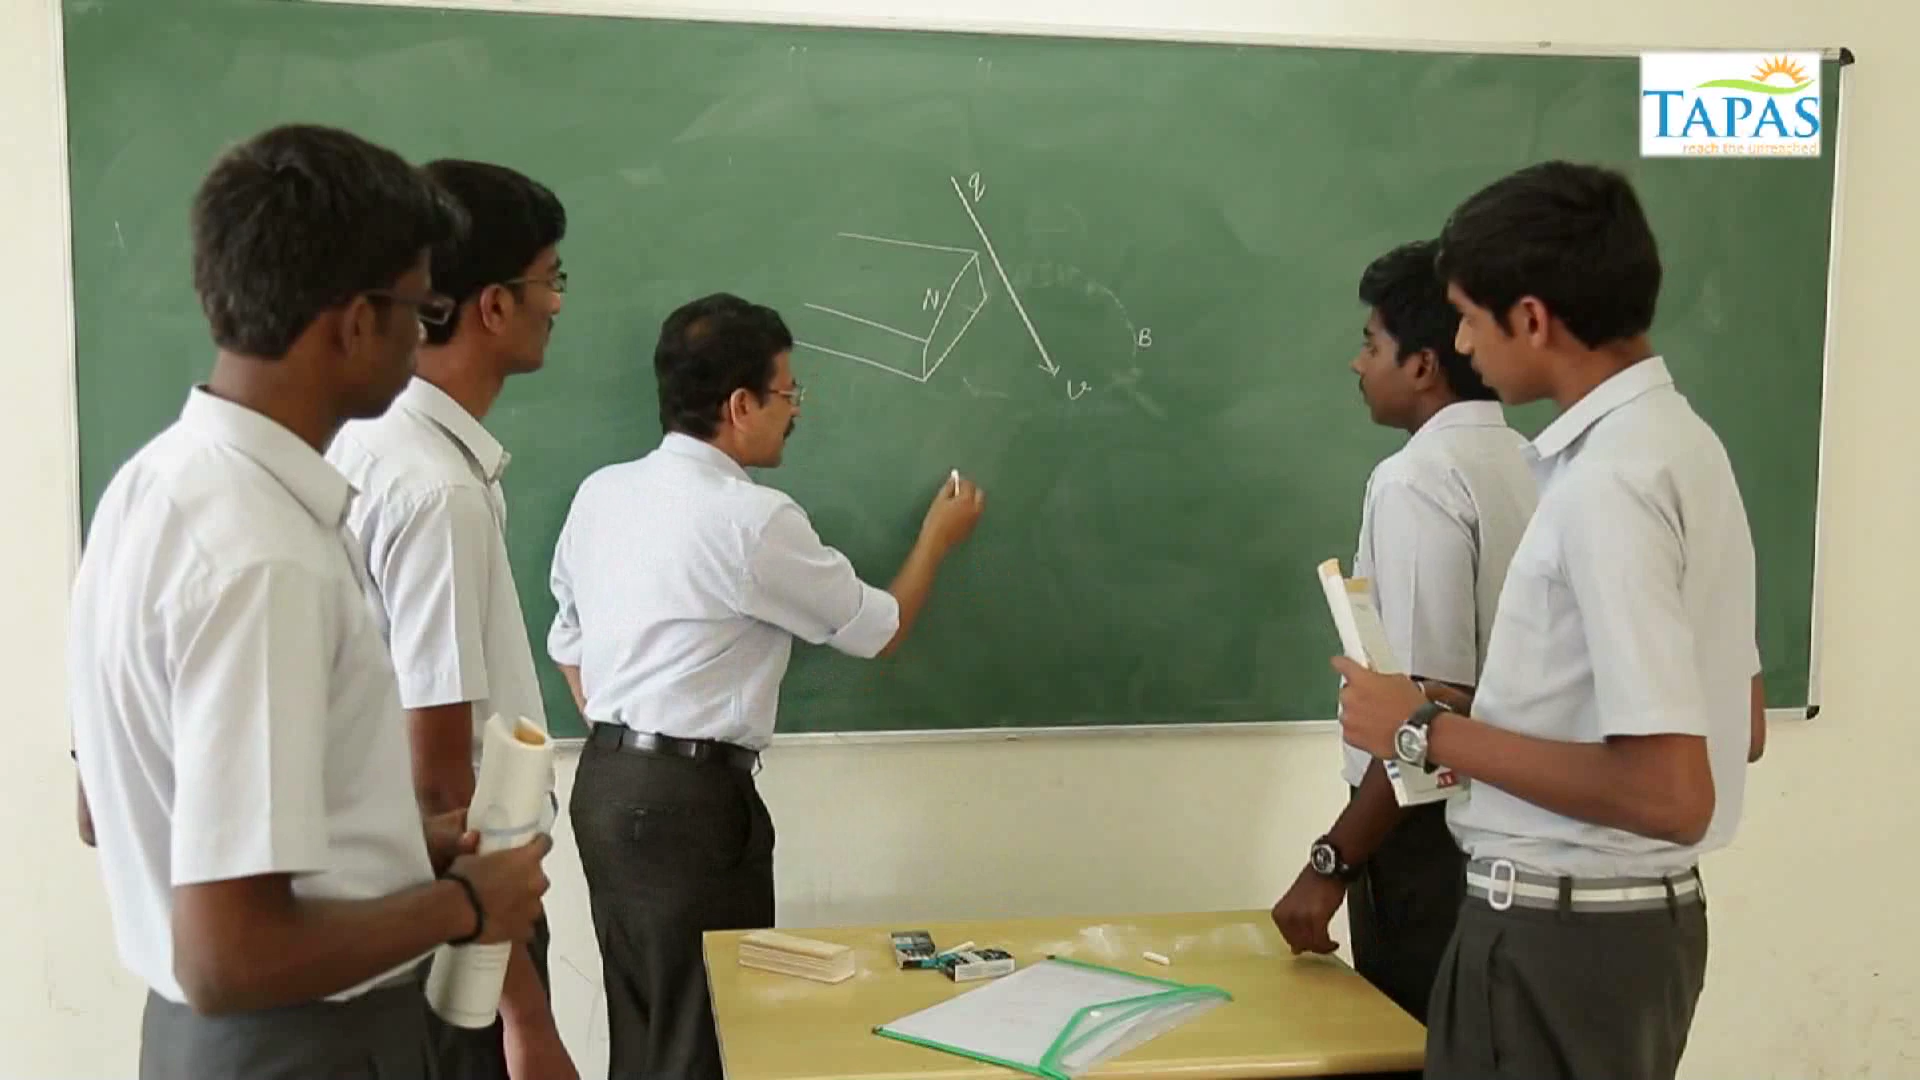 TAPAS
reach the unreached
q
N
B
v